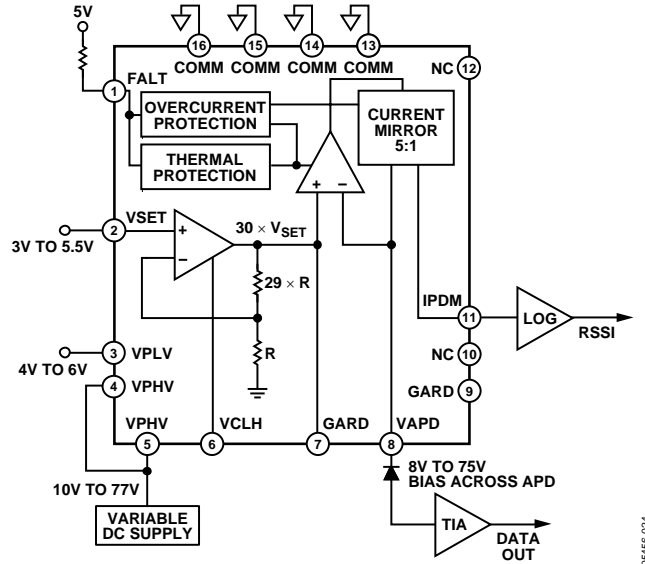 5V
16
15
14
13
COMM COMM COMM COMM
NC 12
1
FALT
OVERCURRENT
PROTECTION
CURRENT
MIRROR
5:1
THERMAL
PROTECTION
+ −
2
VSET
3V TO 5.5V
+
−
30 × VSET
29 × R
R
IPDM
11
LOG
RSSI
3
VPLV
4V TO 6V
4
VPHV
NC 10
GARD 9
VPHV
VCLH
GARD
VAPD
5
6
7
8
10V TO 77V
VARIABLE
DC SUPPLY
8V TO 75V
BIAS ACROSS APD
TIA
DATA
OUT
05456-024